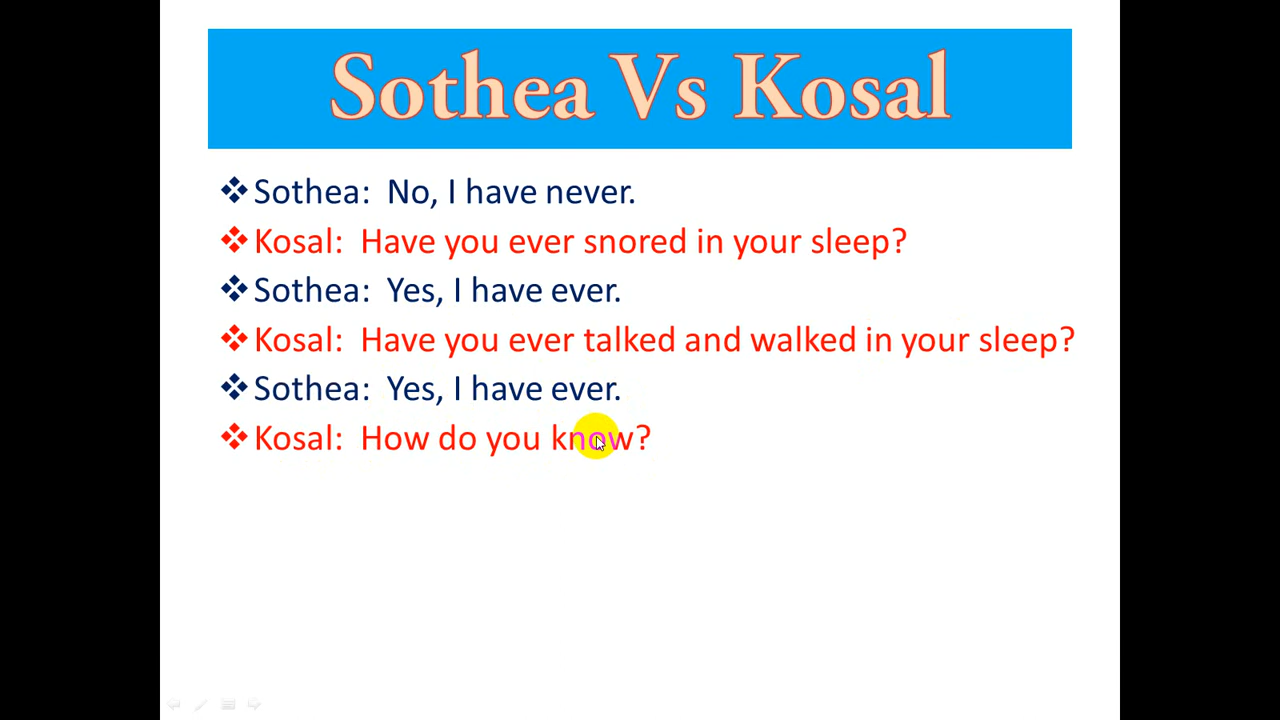 Sothea Vs Kosal
❖Sothea: No, I have never.
❖Kosal: Have you ever snored in your sleep?
❖Sothea: Yes, I have ever.
❖Kosal: Have you ever talked and walked in your sleep?
❖Sothea: Yes, I have ever.
❖Kosal: How do you know?